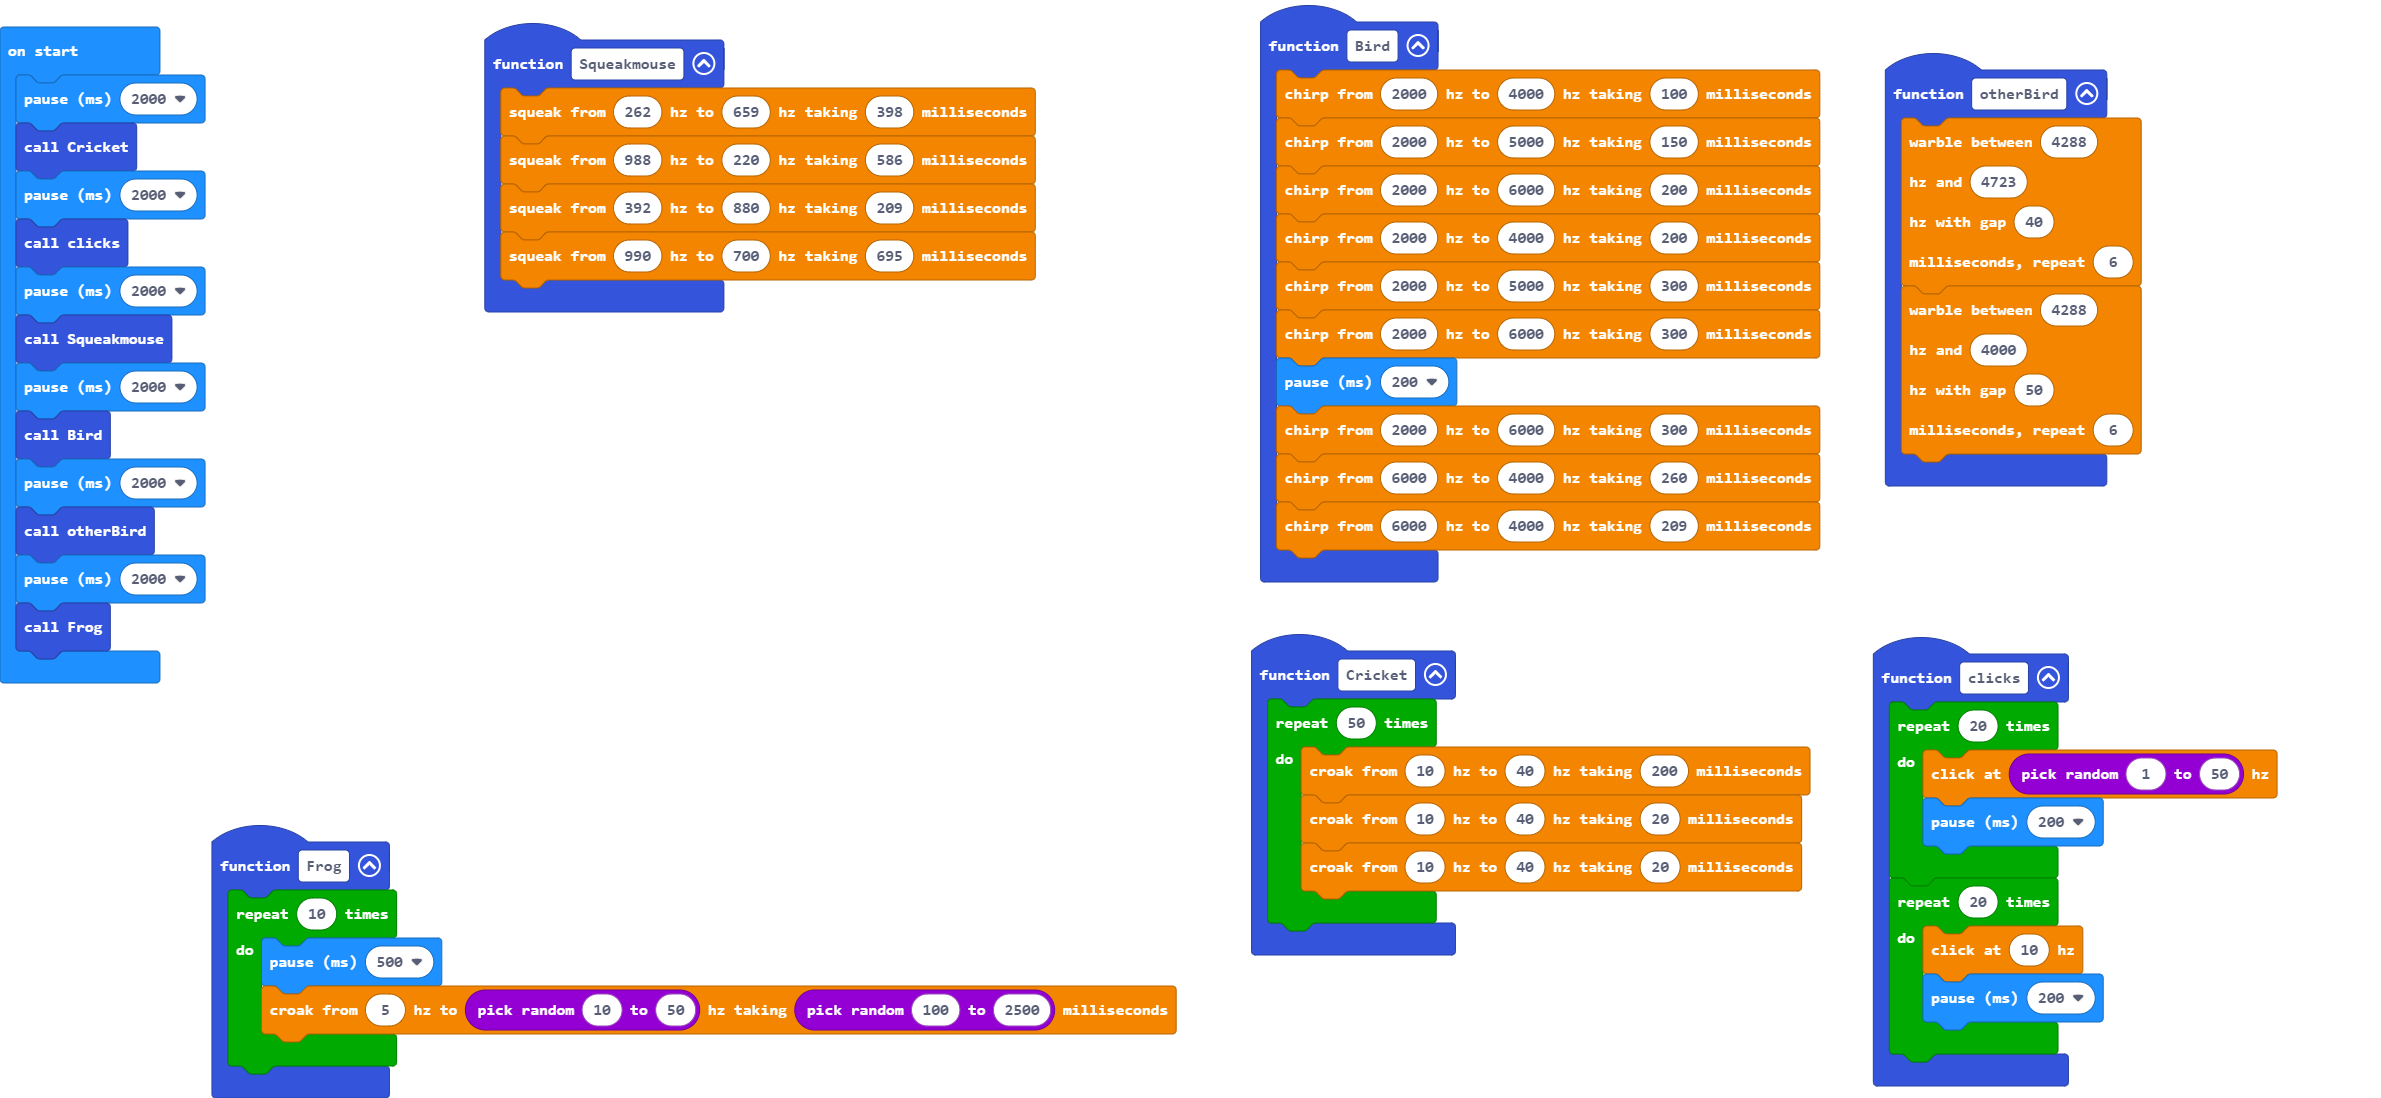 on start
pause (ms) 2000
call Cricket
pause (ms) 2000
call clicks
pause (ms) 2000
call Squeakmouse
pause (ms) 2000
call Bird
pause (ms) 2000
call otherBird
pause (ms) 2000
call Frog
function Squeakmouse
squeak from 262 hz to 659 hz taking 398 milliseconds
squeak from 988 hz to 220 hz taking 586 milliseconds
squeak from 392 hz to 880 hz taking 209 milliseconds
squeak from 990 hz to 700 hz taking 695 milliseconds
function Bird
chirp from 2000 hz to 4000 hz taking 100 milliseconds
chirp from 2000 hz to 5000 hz taking 150 milliseconds
chirp from 2000 hz to 6000 hz taking 200 milliseconds
chirp from 2000 hz to 4000 hz taking 200 milliseconds
chirp from 2000 hz to 5000 hz taking 300 milliseconds
chirp from 2000 hz to 6000 hz taking 300 milliseconds
pause (ms) 200
chirp from 2000 hz to 6000 hz taking 300 milliseconds
chirp from 6000 hz to 4000 hz taking 260 milliseconds
chirp from 6000 hz to 4000 hz taking 209 milliseconds
function otherBird
warble between 4288
hz and 4723
hz with gap 40
milliseconds, repeat 6
warble between 4288
hz and 4000
hz with gap 50
milliseconds, repeat 6
function Frog
repeat 10 times
do
pause (ms) 500
croak from 5 hz to pick random 10 to 50 hz taking pick random 100 to 2500 milliseconds
function Cricket
repeat 50 times
do
croak from 10 hz to 40 hz taking 200 milliseconds
croak from 10 hz to 40 hz taking 20 milliseconds
croak from 10 hz to 40 hz taking 20 milliseconds
function clicks
repeat 20 times
do
click at pick random 1 to 50 hz
pause (ms) 200
repeat 20 times
do
click at 10 hz
pause (ms) 200